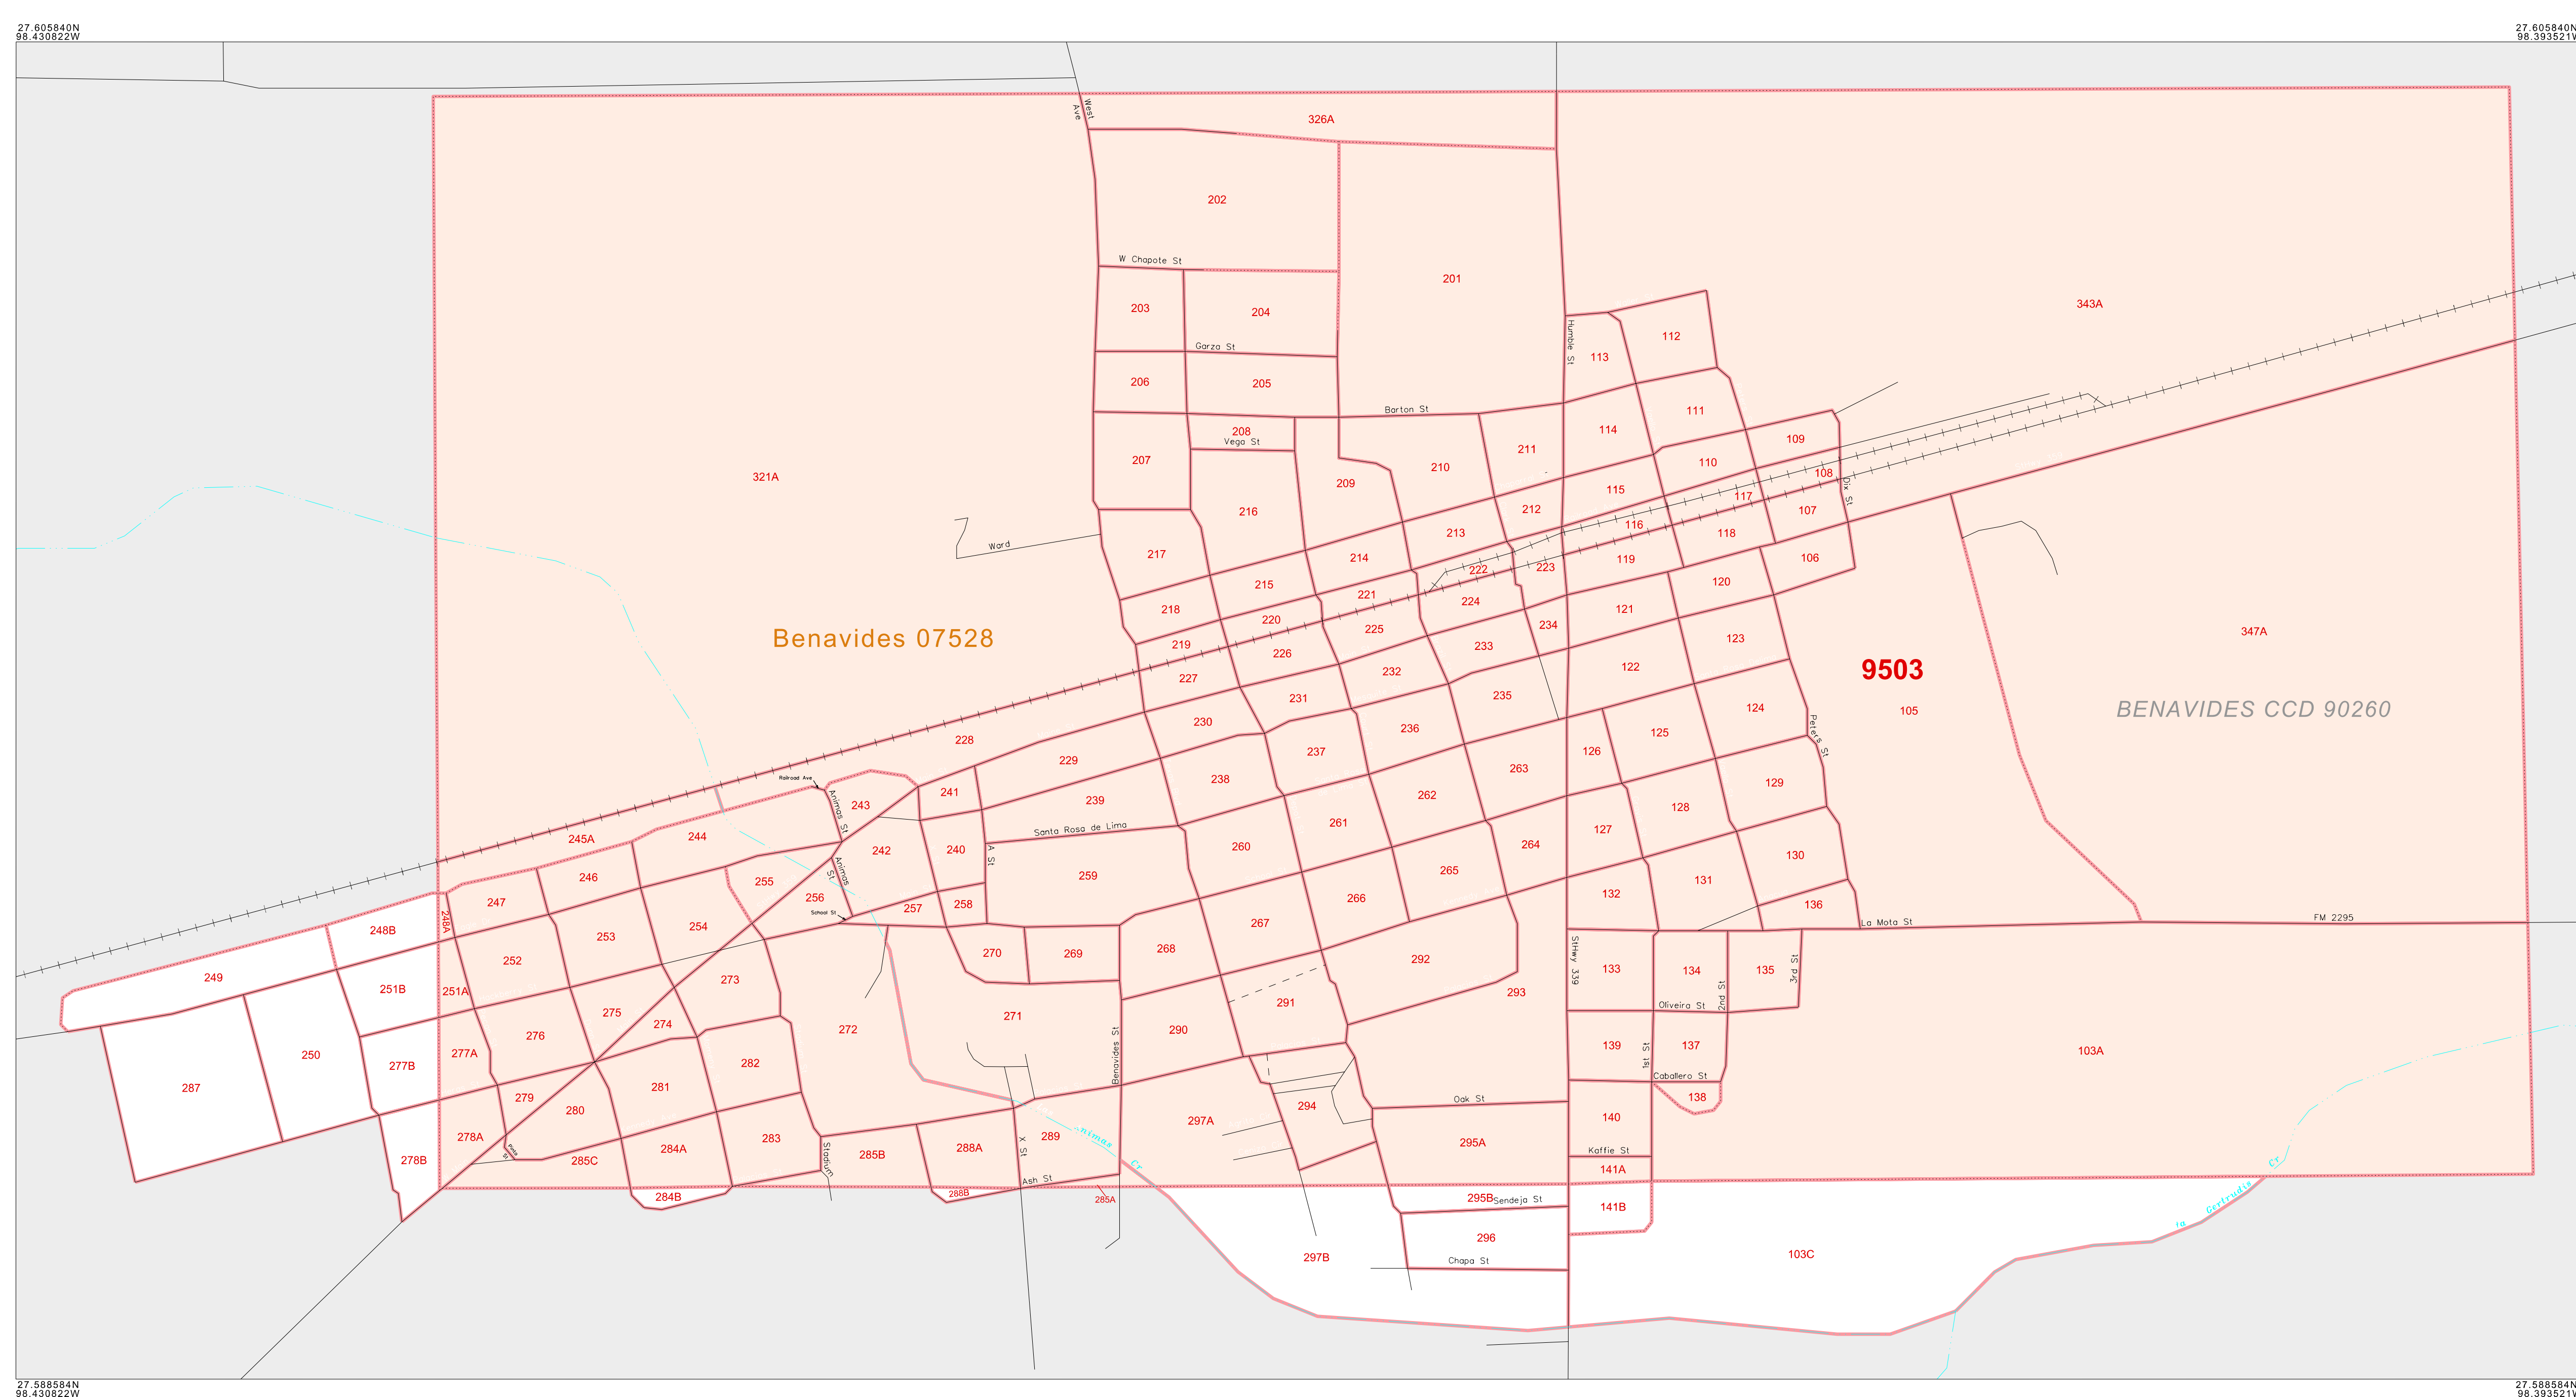 27.605840N
98.430822W
27.605840N
98.393521W
West
Ave
326A
202
W Chapote St
201
343A
203
204
Garza St
Humble St
112
113
206
205
Barton St
111
114
208
Vega St
211
109
207
210
110
108
321A
209
115
Dix St
117
216
212
107
116
213
118
Ward
217
214
119
106
223
222
215
120
221
224
218
121
220
234
225
347A
Benavides 07528
123
219
233
226
232
122
9503
227
235
231
BENAVIDES CCD 90260
124
105
230
236
125
Peters St
228
237
126
229
263
238
129
Railroad Ave
241
262
239
243
128
Animas St
261
127
Santa Rosa de Lima
245A
244
264
260
240
242
A St
130
265
Animas
St
259
246
131
255
132
256
266
247
258
136
257
School St
267
FM 2295
La Mota St
248A
254
248B
253
268
270
269
292
252
StHwy 339
133
134
135
3rd St
249
273
251B
251A
293
2nd St
291
Oliveira St
275
271
274
272
290
276
139
137
1st St
250
277A
Benavides St
103A
282
277B
Caballero St
287
281
279
138
Oak St
294
280
140
297A
278A
289
Animas
Cr
283
X St
295A
284A
288A
Koffie St
Pinto
St
Stadium
285B
278B
285C
141A
Cr
Ash St
288B
284B
285A
295B
Sendeja St
141B
Gertrudis
ta
296
103C
297B
Chapa St
27.588584N
98.430822W
27.588584N
98.393521W